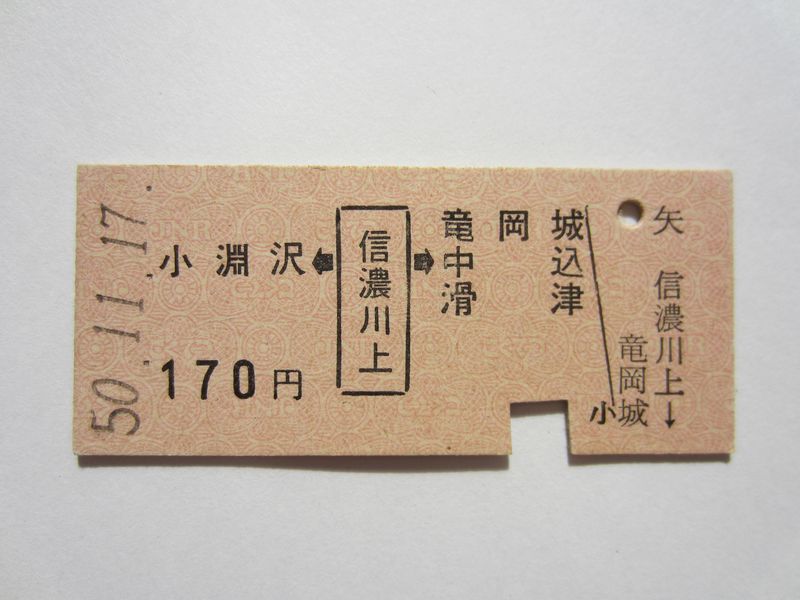 50.11.17.
小淵沢
信濃川上
竜岡城
中込
滑津
170円
矢
信濃川上
竜岡城
小